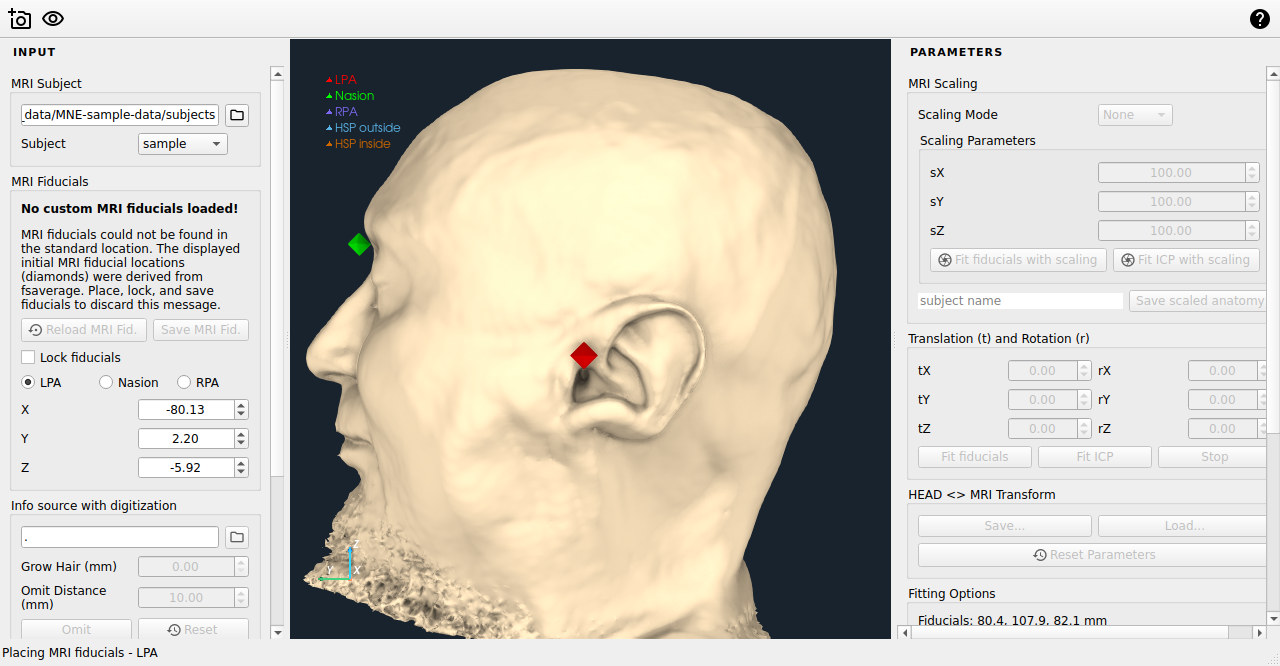 INPUT
MRI Subject
data/MNE-sample-data/subjects
Subject
sample
MRI Fiducials
No custom MRI fiducials loaded!
MRI fiducials could not be found in
the standard location. The displayed
initial MRI fiducial locations
(diamonds) were derived from
fsaverage. Place, lock, and save
fiducials to discard this message.
Reload MRI Fid.
Save MRI Fid.
Lock fiducials
LPA
Nasion
RPA
X
-80.13
Y
2.20
Z
-5.92
Info source with digitization
.
Grow Hair (mm)
0.00
Omit Distance
(mm)
10.00
Omit
Reset
LPA
Nasion
RPA
HSP outside
HSP inside
Z
Y
X
PARAMETERS
MRI Scaling
Scaling Mode
None
Scaling Parameters
sX
100.00
sY
100.00
sZ
100.00
Fit fiducials with scaling
Fit ICP with scaling
subject name
Save scaled anatomy
Translation (t) and Rotation (r)
tX
0.00
rX
0.00
tY
0.00
rY
0.00
tZ
0.00
rZ
0.00
Fit fiducials
Fit ICP
Stop
HEAD <> MRI Transform
Save...
Load...
Reset Parameters
Fitting Options
Fiducials: 80.4, 107.9, 82.1 mm
Placing MRI fiducials - LPA